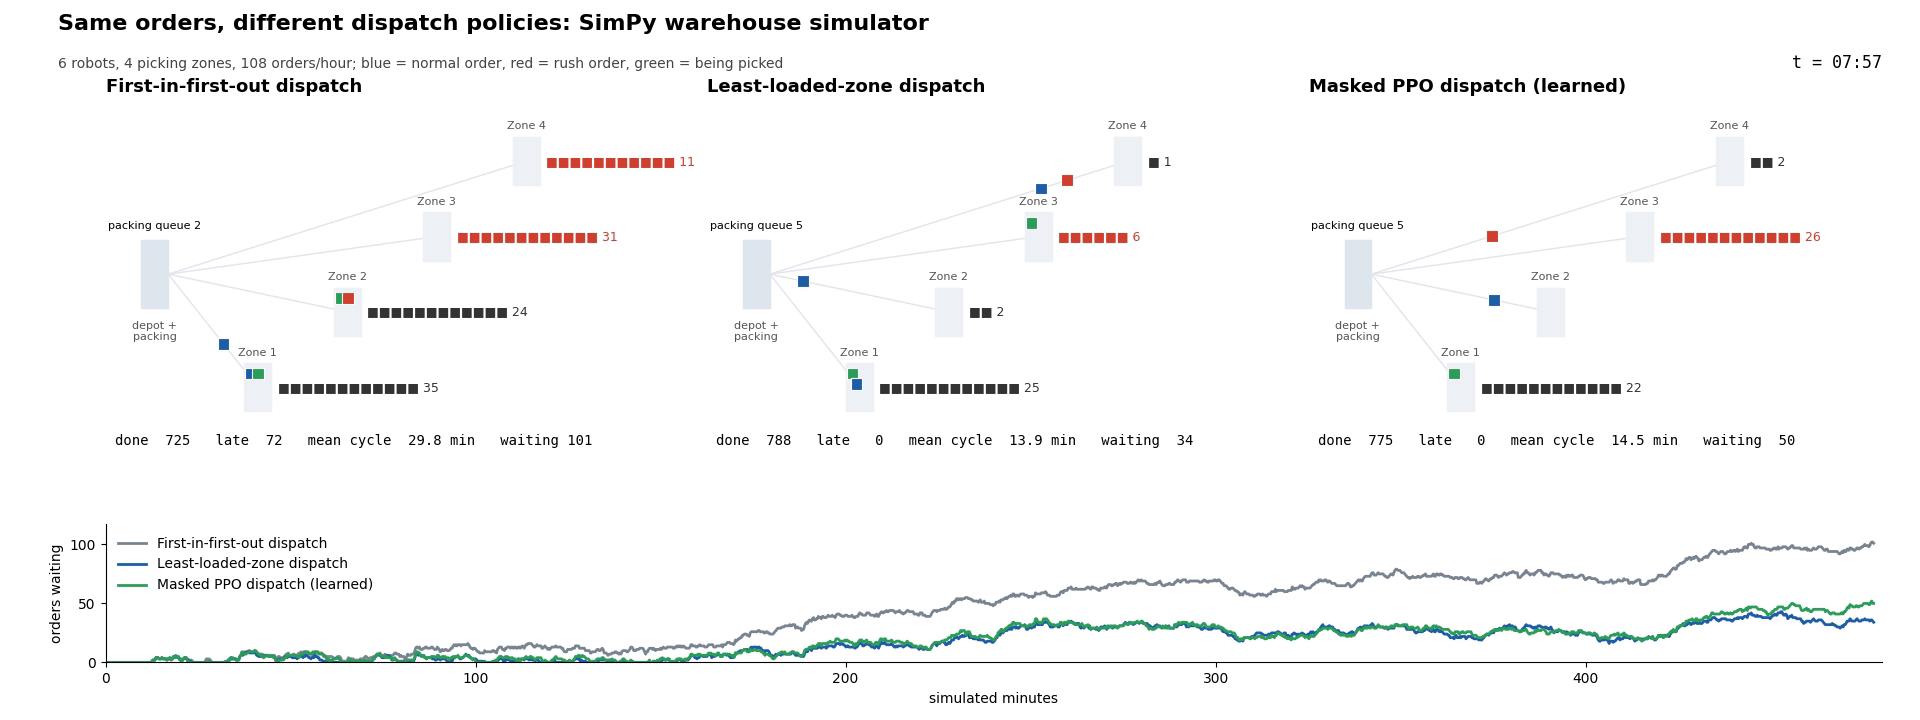 Same orders, different dispatch policies: SimPy warehouse simulator
6 robots, 4 picking zones, 108 orders/hour; blue = normal order, red = rush order, green = being picked
t = 07:57
First-in-first-out dispatch
Zone 4
11
Zone 3
31
packing queue 2
Zone 2
24
depot +
packing
Zone 1
35
done 725 late 72 mean cycle 29.8 min waiting 101
Least-loaded-zone dispatch
Zone 4
1
Zone 3
6
packing queue 5
Zone 2
2
depot +
packing
Zone 1
25
done 788 late 0 mean cycle 13.9 min waiting 34
Masked PPO dispatch (learned)
Zone 4
2
Zone 3
26
packing queue 5
Zone 2
depot +
packing
Zone 1
22
done 775 late 0 mean cycle 14.5 min waiting 50
orders waiting
100
50
0
First-in-first-out dispatch
Least-loaded-zone dispatch
Masked PPO dispatch (learned)
0 100 200 300 400
simulated minutes